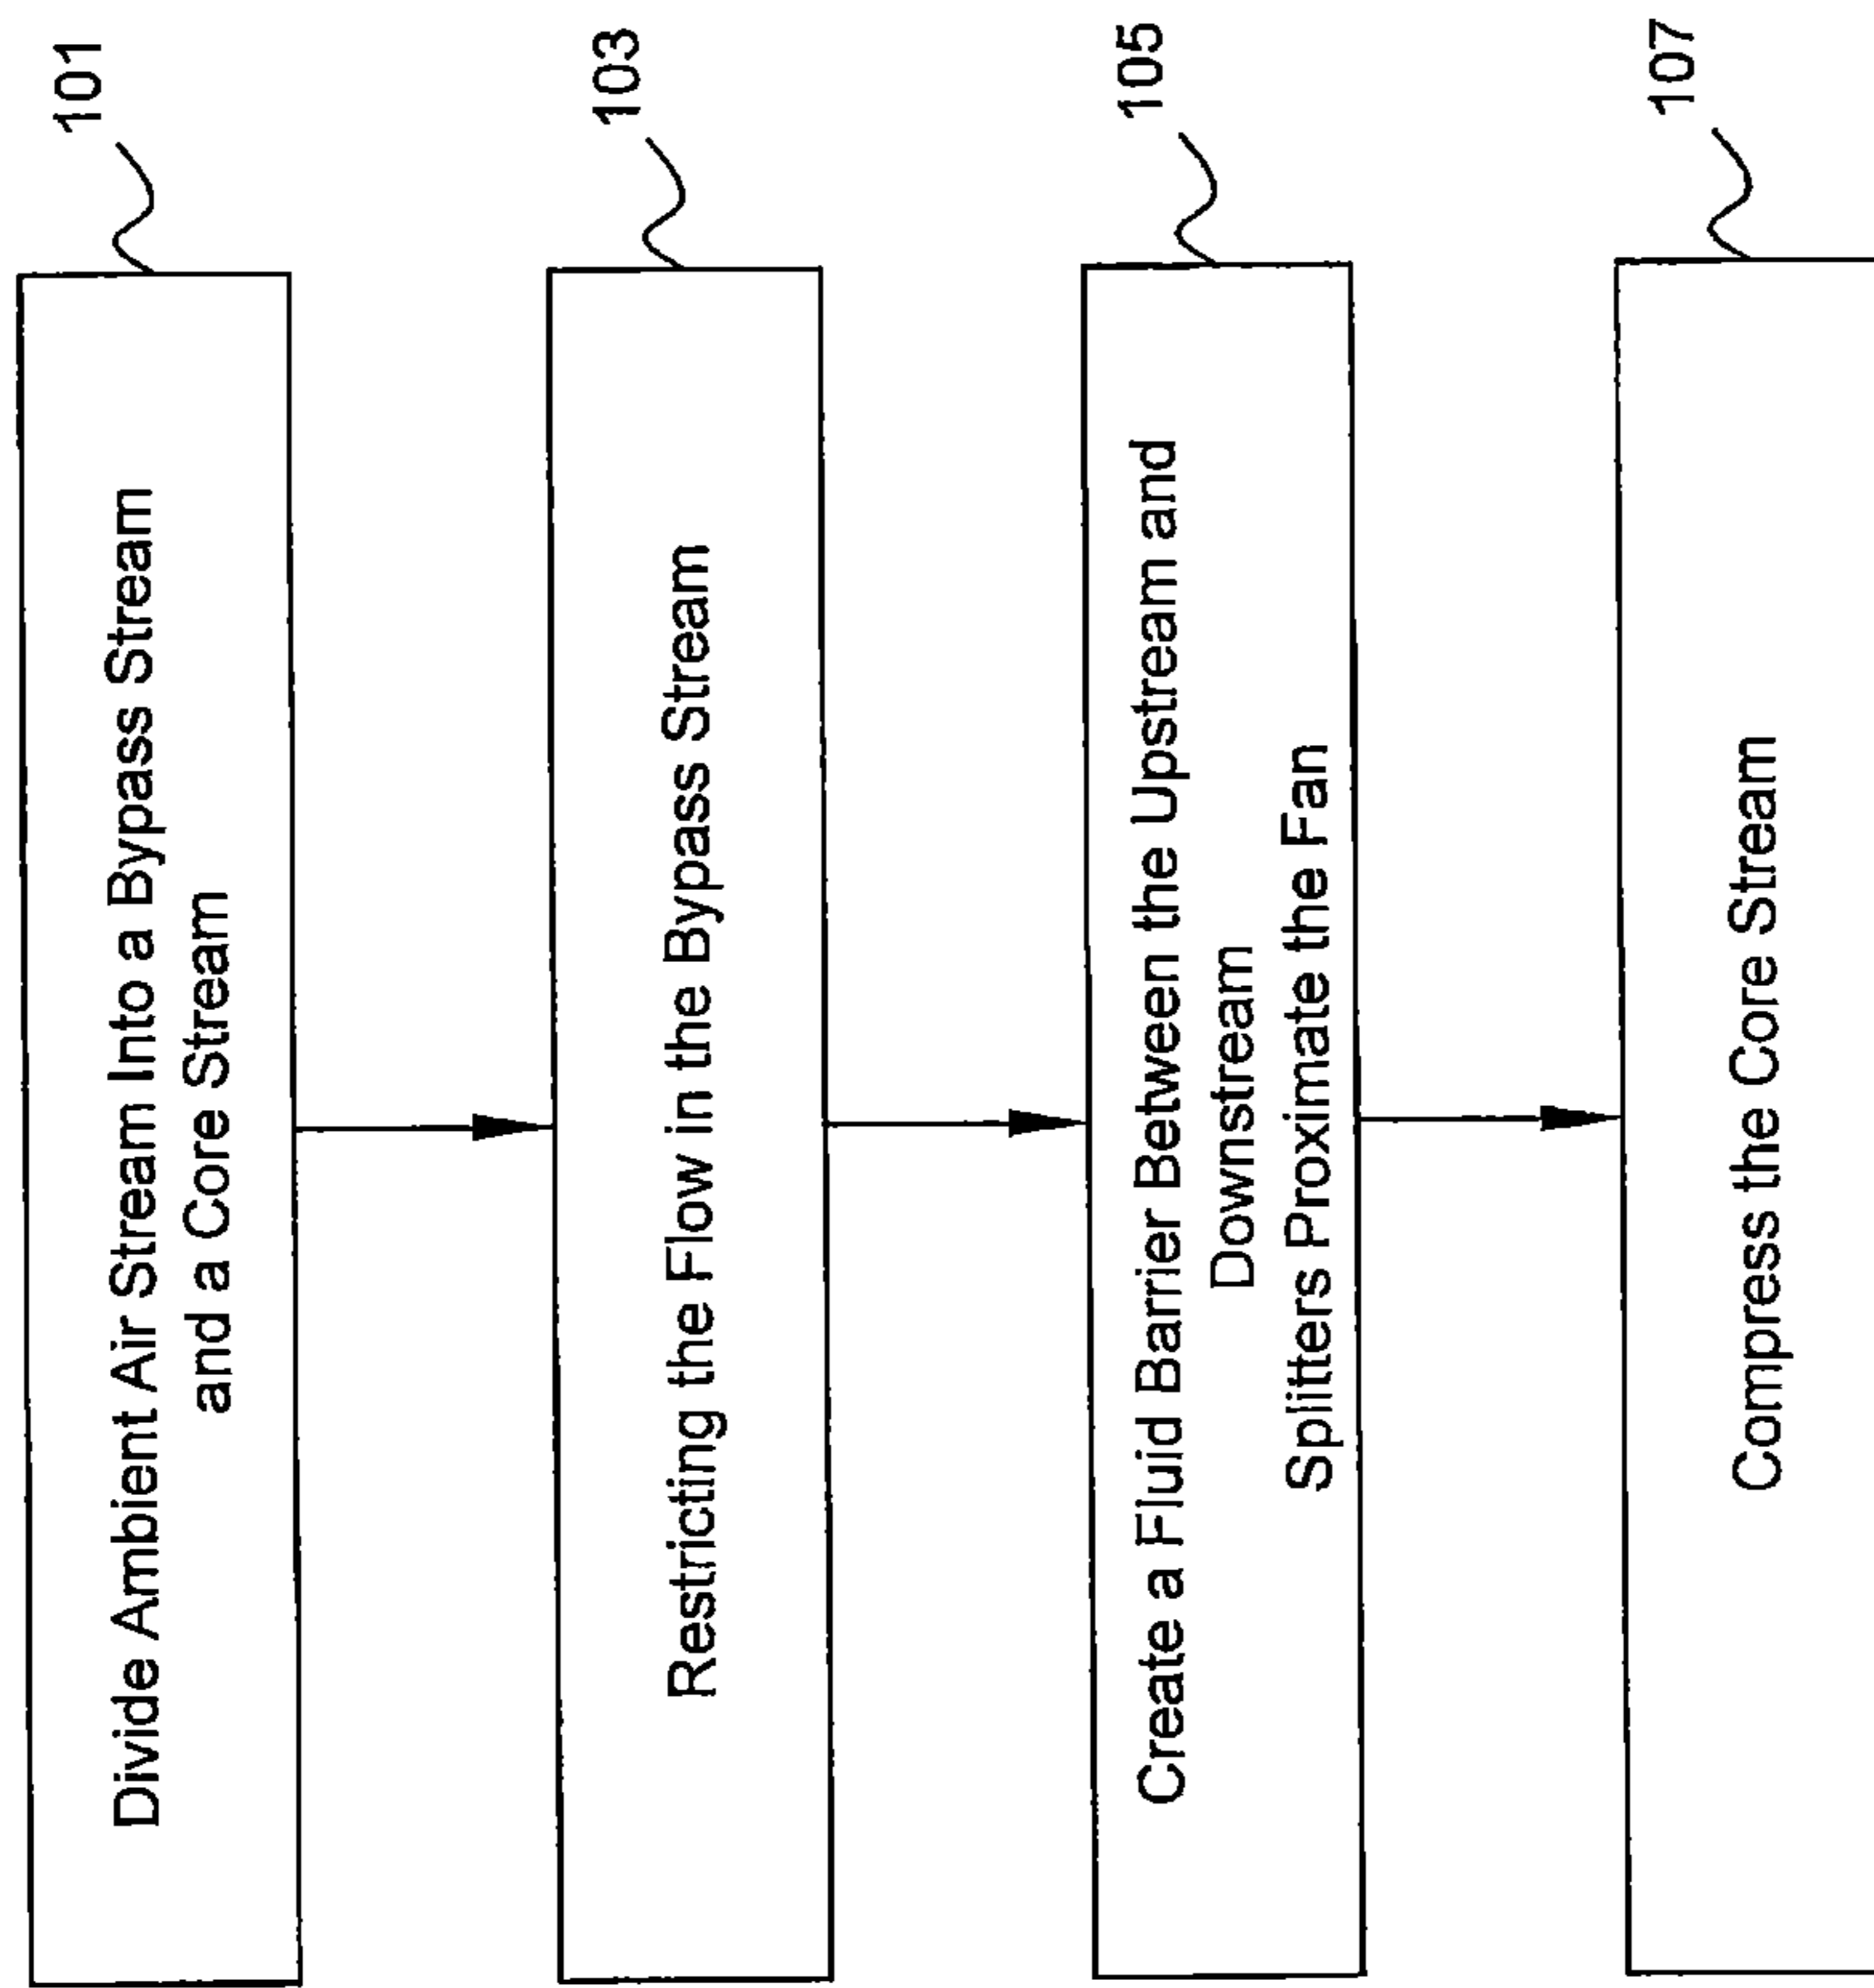 101
Divide Ambient Air Stream Into a Bypass Stream
and a Core Stream
103
Restricting the Flow in the Bypass Stream
105
Create a Fluid Barrier Between the Upstream and
Downstream
Splitters Proximate the Fan
107
Compress the Core Stream